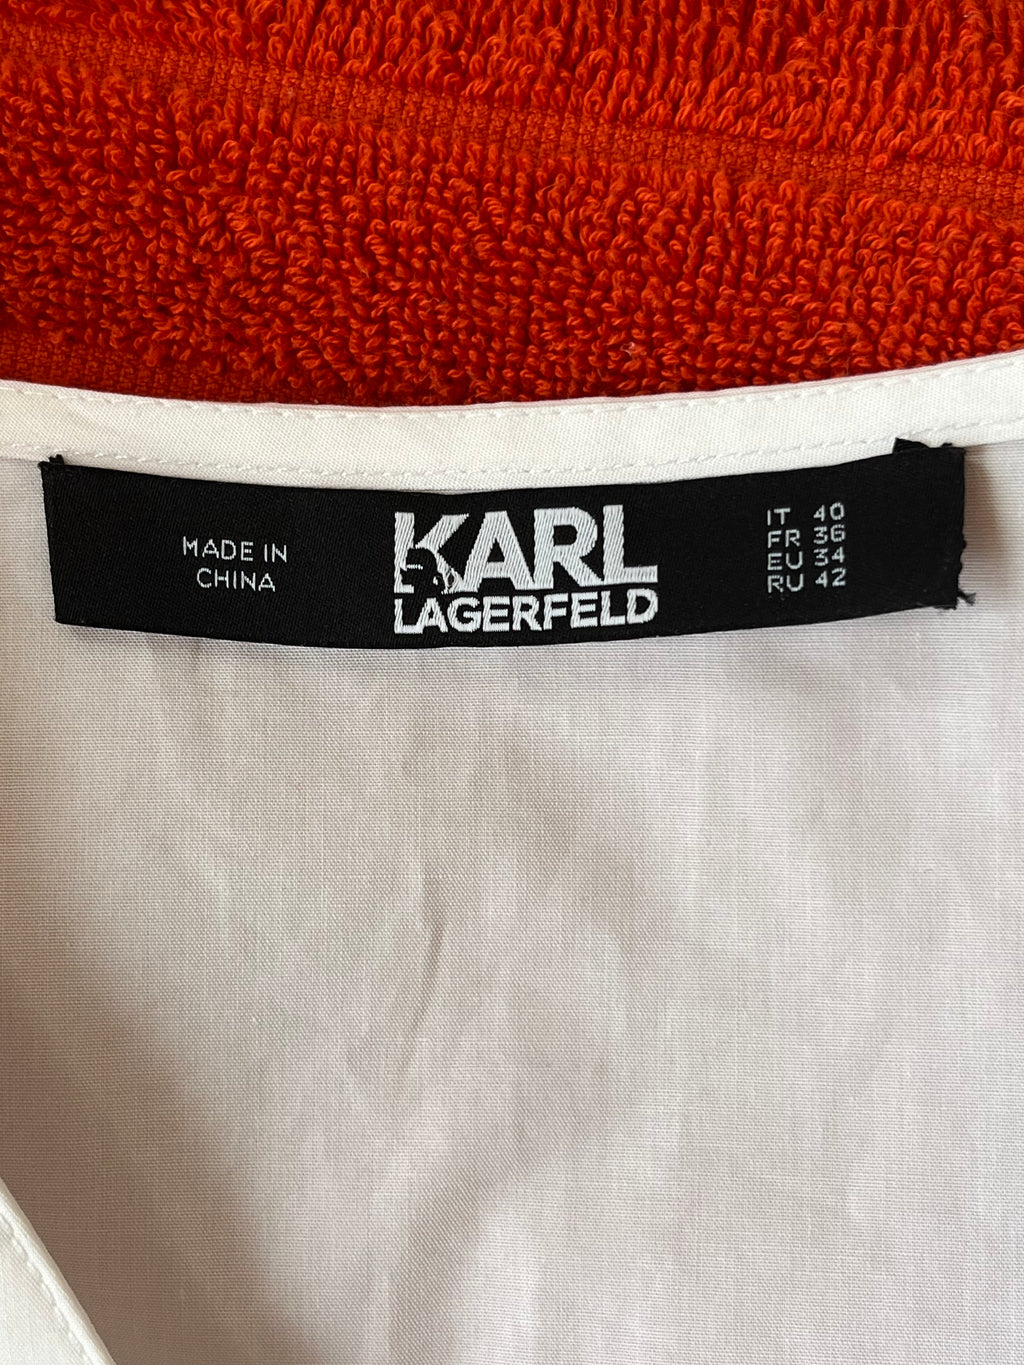 MADE IN
CHINA
KARL
LAGERFELD
IT 40
FR 36
EU 34
RU 42